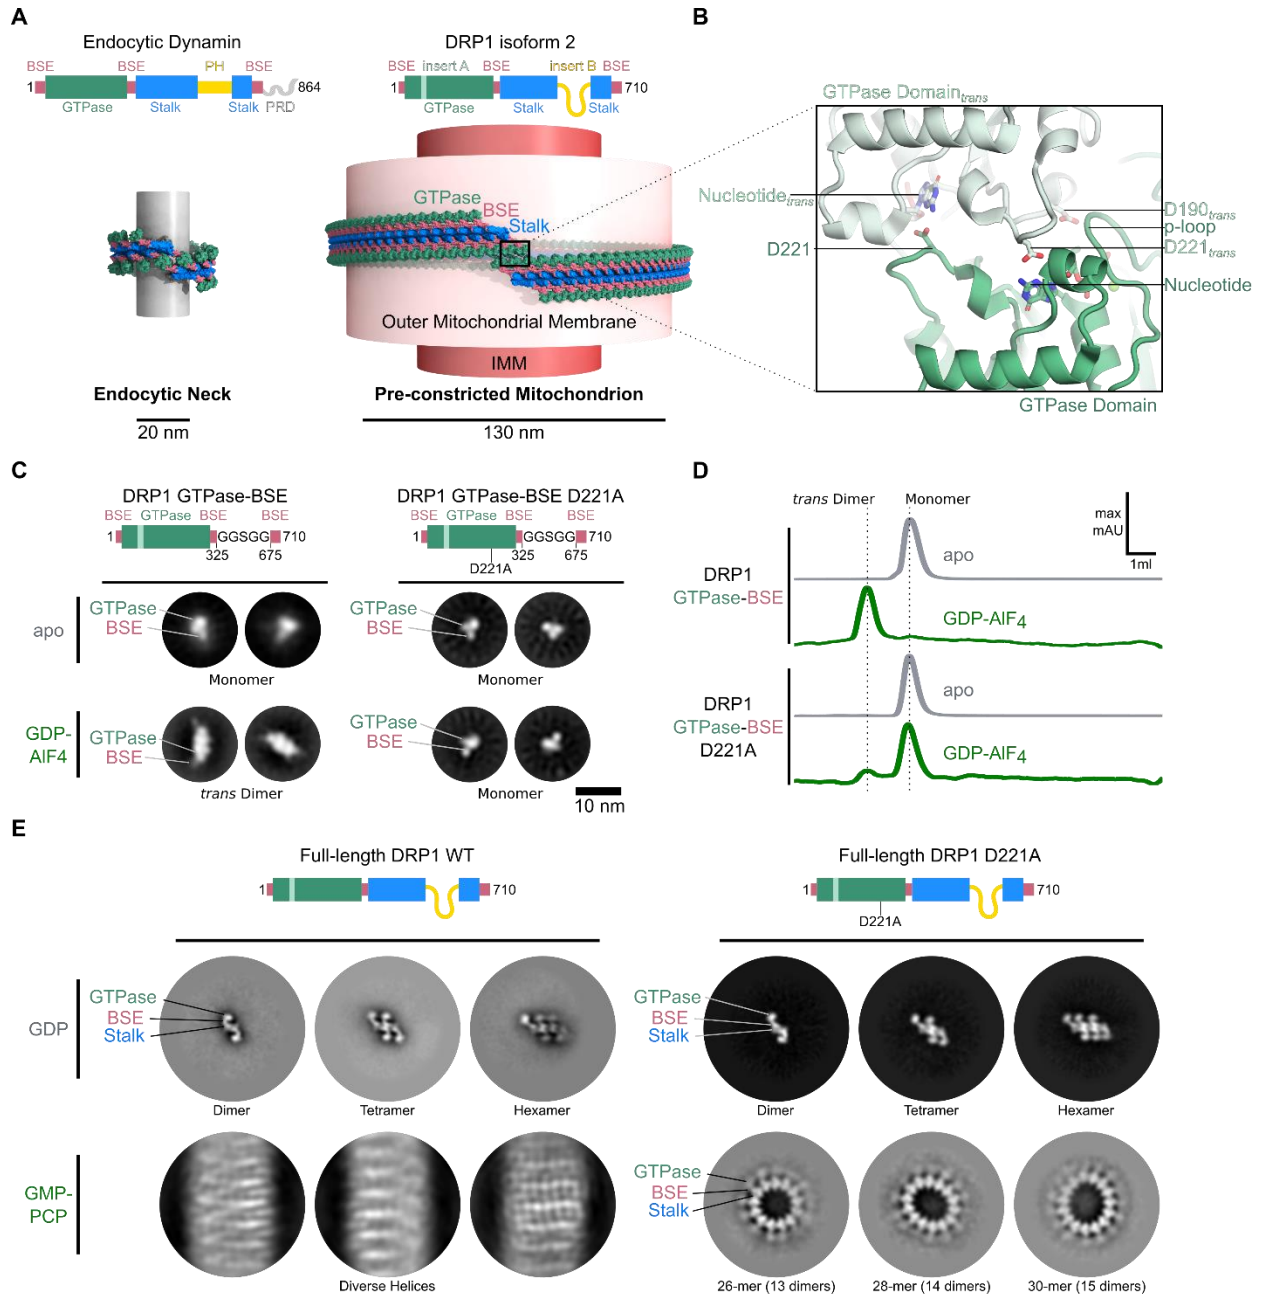 A
Endocytic Dynamin
BSE
BSE
PH
BSE
1
864
GTPase
Stalk
Stalk
PRD
DRP1 isoform 2
BSE
insert A
BSE
insert B
BSE
1
710
GTPase
Stalk
Stalk
GTPase
BSE
Stalk
Outer Mitochondrial Membrane
IMM
Endocytic Neck
Pre-constricted Mitochondrion
20 nm
130 nm
B
GTPase Domaintrans
Nucleotidetrans
D221
D190trans
p-loop
D221trans
Nucleotide
GTPase Domain
C
DRP1 GTPase-BSE
BSE
GTPase
BSE
BSE
1
GGSGG
710
325
675
DRP1 GTPase-BSE D221A
BSE
GTPase
BSE
BSE
1
GGSGG
710
325
675
D221A
apo
GTPase
BSE
Monomer
GTPase
BSE
Monomer
GDP-
AlF4
GTPase
BSE
trans Dimer
GTPase
BSE
Monomer
10 nm
D
trans Dimer
Monomer
max
mAU
1ml
DRP1
GTPase-BSE
apo
GDP-AlF4
DRP1
GTPase-BSE
D221A
apo
GDP-AlF4
E
Full-length DRP1 WT
1
710
Full-length DRP1 D221A
1
710
D221A
GDP
GTPase
BSE
Stalk
Dimer
Tetramer
Hexamer
GTPase
BSE
Stalk
Dimer
Tetramer
Hexamer
GMP-
PCP
Diverse Helices
GTPase
BSE
Stalk
26-mer (13 dimers)
28-mer (14 dimers)
30-mer (15 dimers)